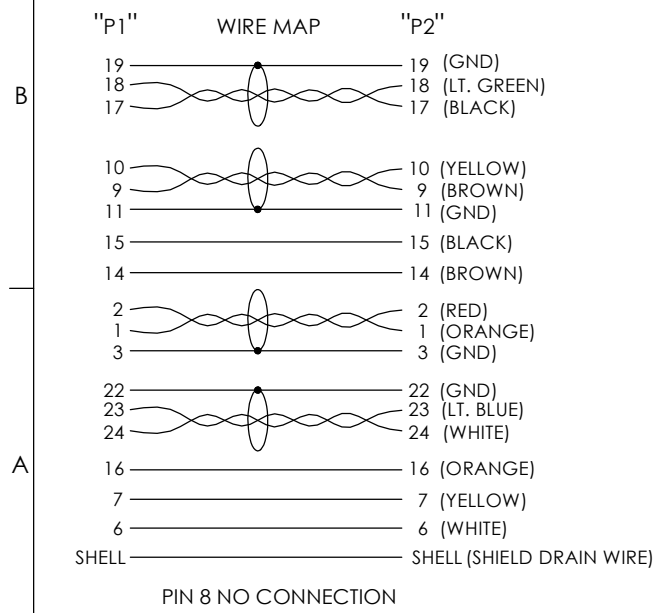 "P1" WIRE MAP "P2"
19 19 (GND)
18 18 (LT. GREEN)
B
17 17 (BLACK)
10 10 (YELLOW)
9 9 (BROWN)
11 11 (GND)
15 15 (BLACK)
14 14 (BROWN)
2 2 (RED)
1 1 (ORANGE)
3 3 (GND)
22 22 (GND)
23 23 (LT. BLUE)
24 24 (WHITE)
A
16 16 (ORANGE)
7 7 (YELLOW)
6 6 (WHITE)
SHELL SHELL (SHIELD DRAIN WIRE)
PIN 8 NO CONNECTION